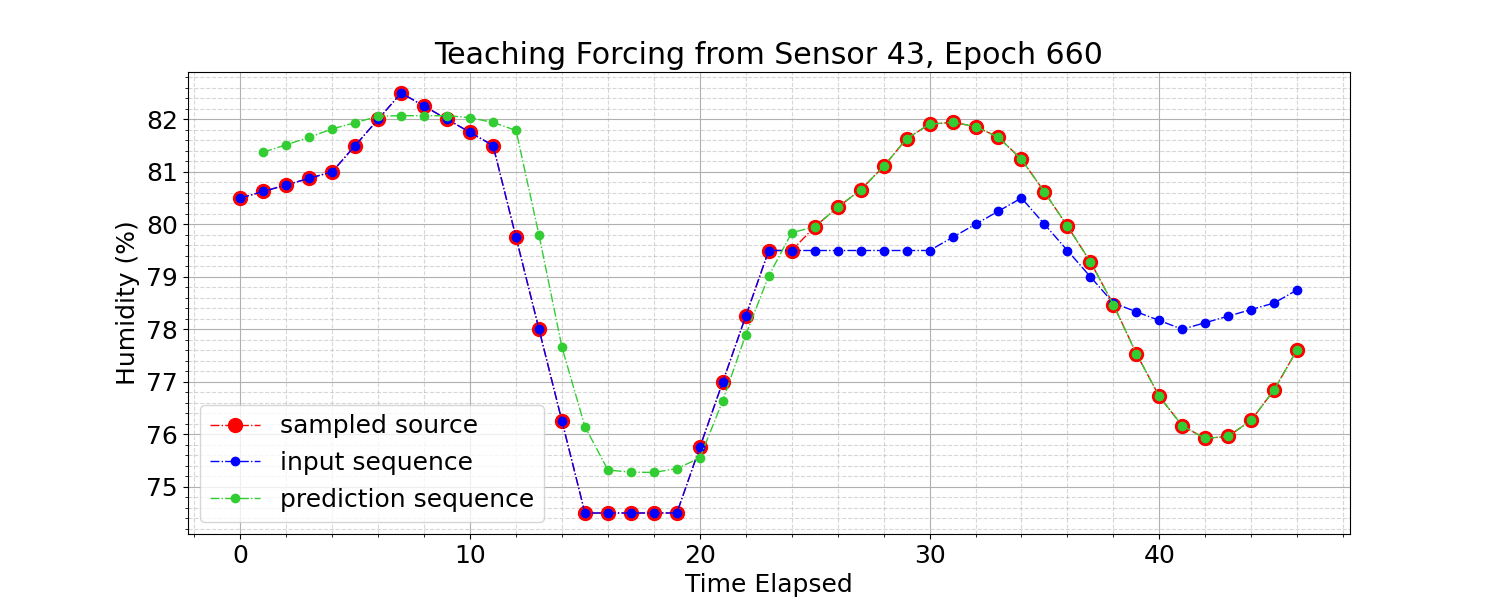 Teaching Forcing from Sensor 43, Epoch 660
Humidity (%)
82
81
80
79
78
77
76
75
sampled source
input sequence
prediction sequence
0 10 20 30 40
Time Elapsed